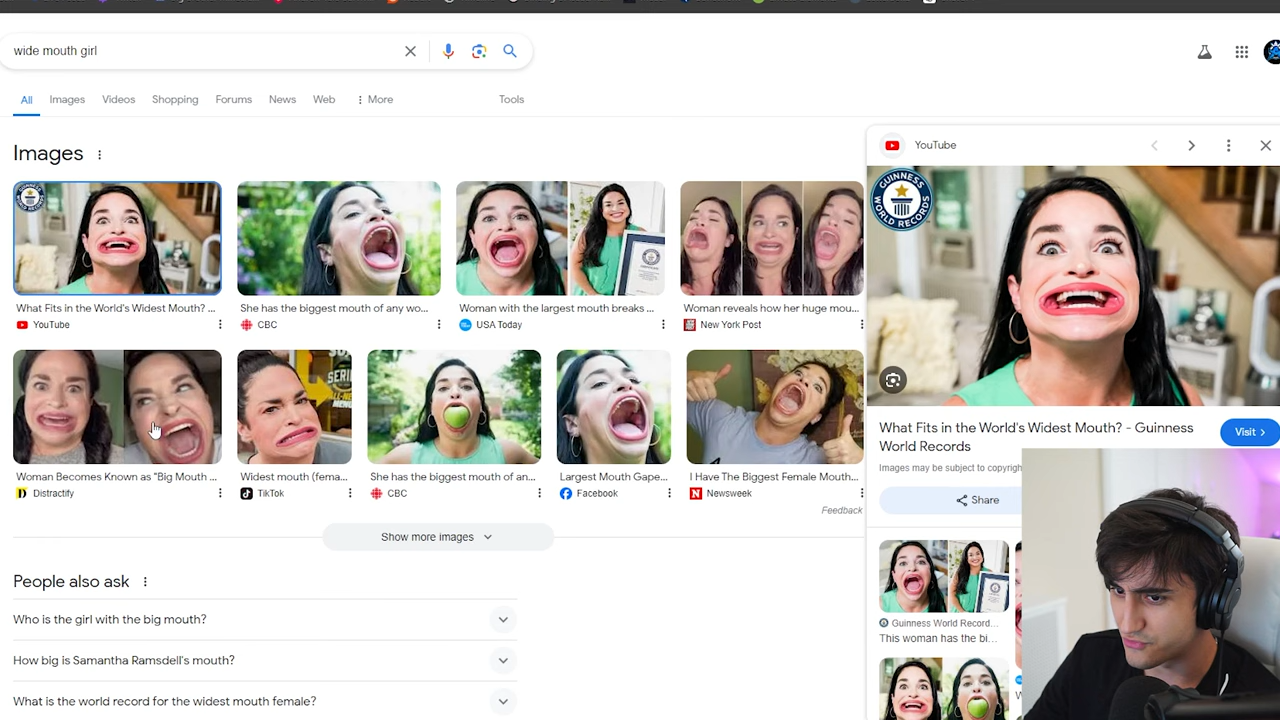 wide mouth girl
All
Images
Videos
Shopping
Forums
News
Web
More
Tools
Images
YouTube
GUINNESS
WORLD RECORDS
What Fits in the World's Widest Mouth? ...
YouTube
She has the biggest mouth of any wo...
CBC
Woman with the largest mouth breaks ...
USA Today
Woman reveals how her huge mou...
New York Post
Woman Becomes Known as "Big Mouth ...
Distractify
Widest mouth (fema...
TikTok
She has the biggest mouth of an...
CBC
Largest Mouth Gape...
Facebook
I Have The Biggest Female Mouth...
Newsweek
Feedback
Show more images
People also ask
Who is the girl with the big mouth?
How big is Samantha Ramsdell's mouth?
What is the world record for the widest mouth female?
GUINNESS
WORLD RECORDS
What Fits in the World's Widest Mouth? - Guinness
World Records
Visit
Images may be subject to copyrigh
Share
Guinness World Record...
This woman has the bi...